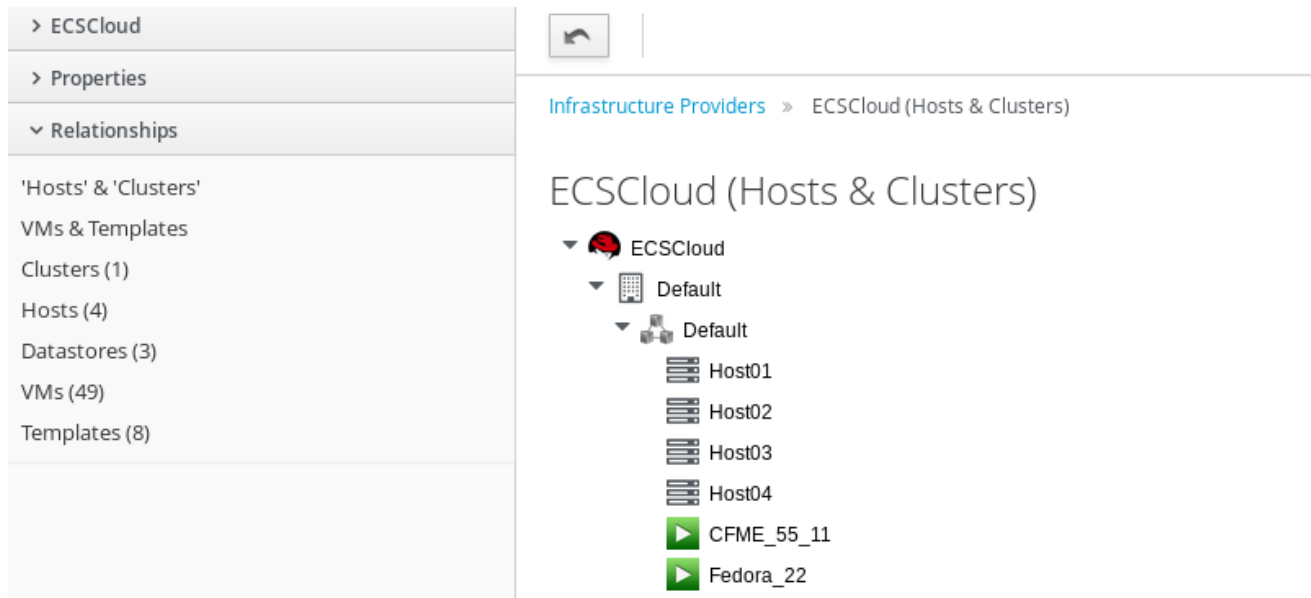 ECSCloud
Properties
Relationships
'Hosts' & 'Clusters'
VMs & Templates
Clusters (1)
Hosts (4)
Datastores (3)
VMs (49)
Templates (8)
Infrastructure Providers » ECSCloud (Hosts & Clusters)
ECSCloud (Hosts & Clusters)
ECSCloud
Default
Default
Host01
Host02
Host03
Host04
CFME_55_11
Fedora_22